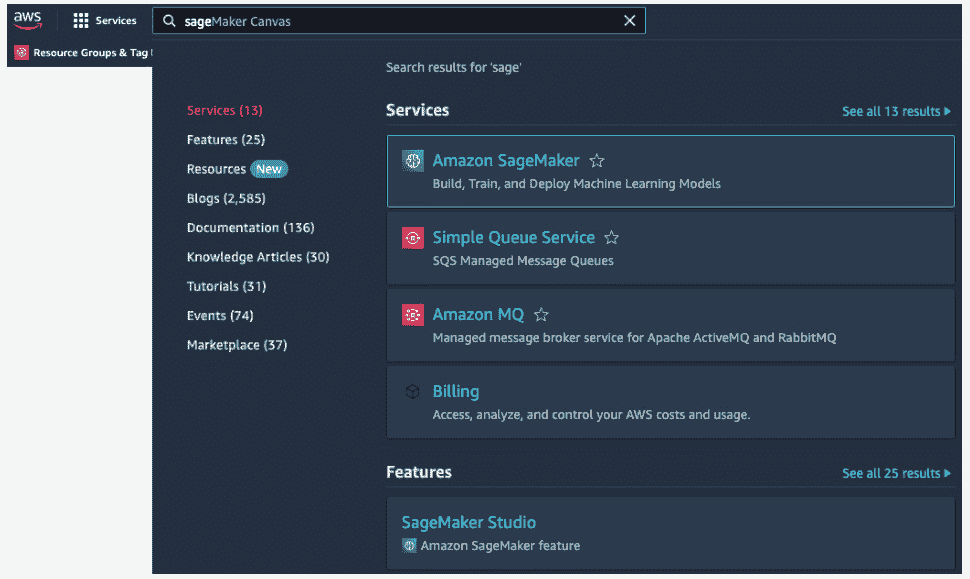 aws
Services
sageMaker Canvas
Resource Groups & Tag
Search results for 'sage'
Services (13)
Features (25)
Resources New
Blogs (2,585)
Documentation (136)
Knowledge Articles (30)
Tutorials (31)
Events (74)
Marketplace (37)
Services
See all 13 results
Amazon SageMaker
Build, Train, and Deploy Machine Learning Models
Simple Queue Service
SQS Managed Message Queues
Amazon MQ
Managed message broker service for Apache ActiveMQ and RabbitMQ
Billing
Access, analyze, and control your AWS costs and usage.
Features
See all 25 results
SageMaker Studio
Amazon SageMaker feature